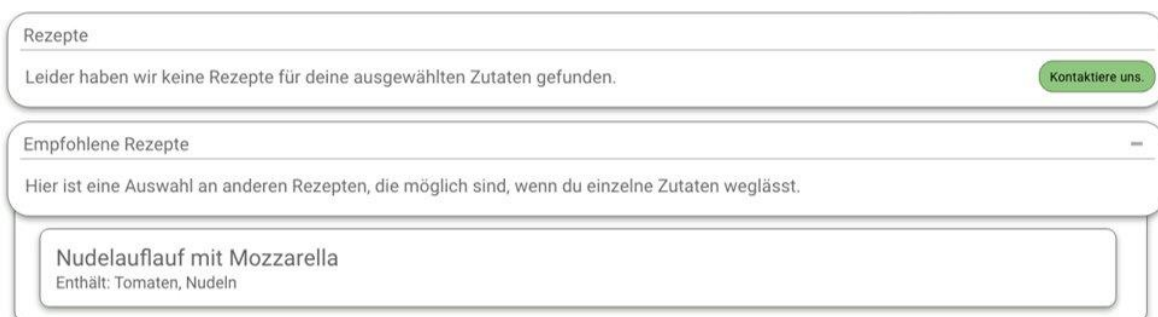 Rezepte
Leider haben wir keine Rezepte für deine ausgewählten Zutaten gefunden.
Kontaktiere uns.
Empfohlene Rezepte
Hier ist eine Auswahl an anderen Rezepten, die möglich sind, wenn du einzelne Zutaten weglässt.
Nudelauflauf mit Mozzarella
Enthält: Tomaten, Nudeln